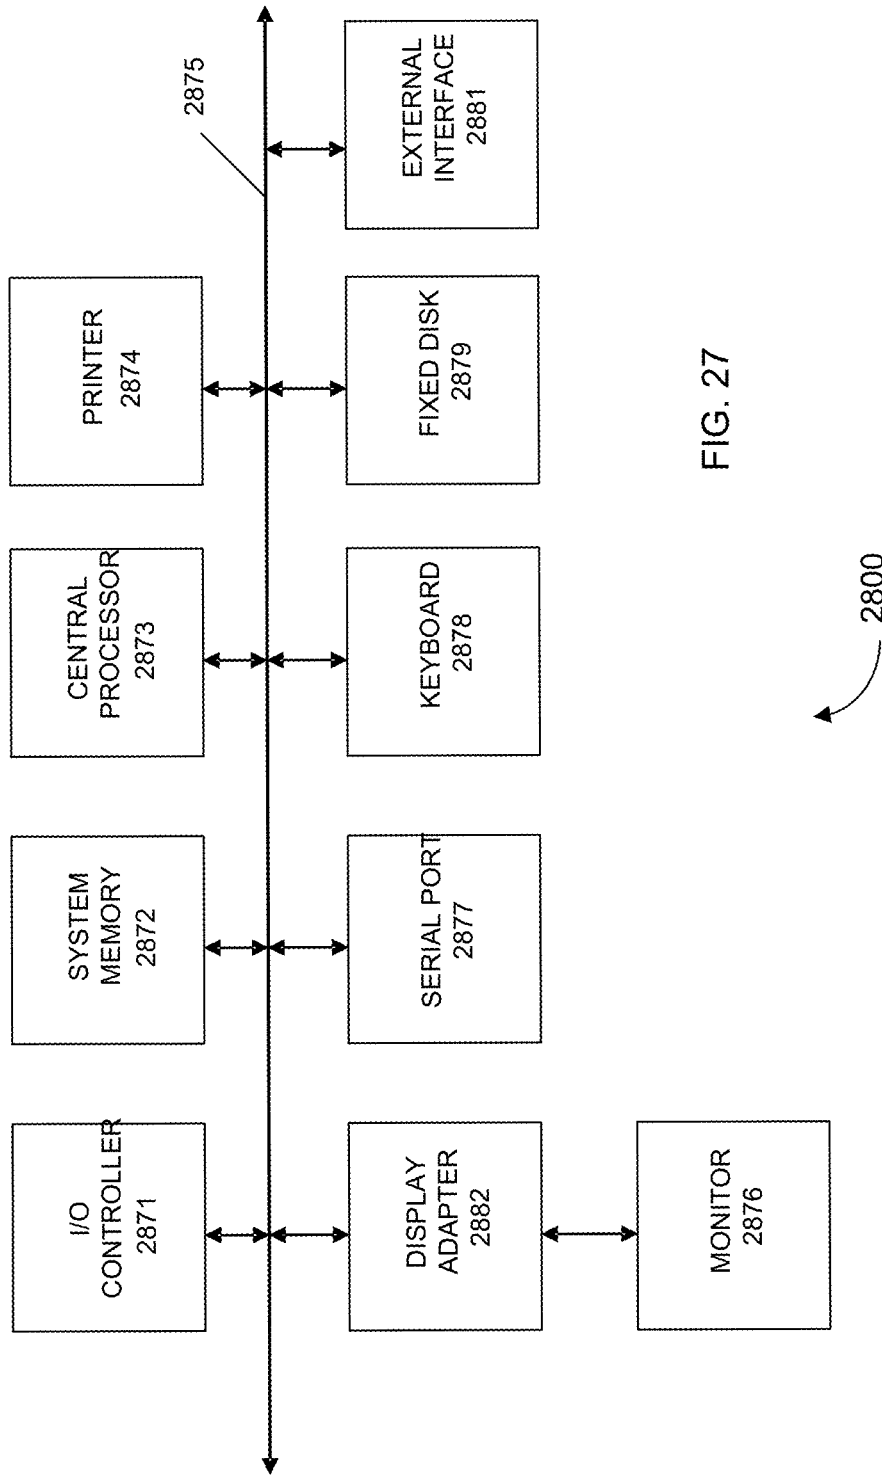 I/O
CONTROLLER
2871
SYSTEM
MEMORY
2872
CENTRAL
PROCESSOR
2873
PRINTER
2874
2875
DISPLAY
ADAPTER
2882
SERIAL PORT
2877
KEYBOARD
2878
FIXED DISK
2879
EXTERNAL
INTERFACE
2881
MONITOR
2876
FIG. 27
2800